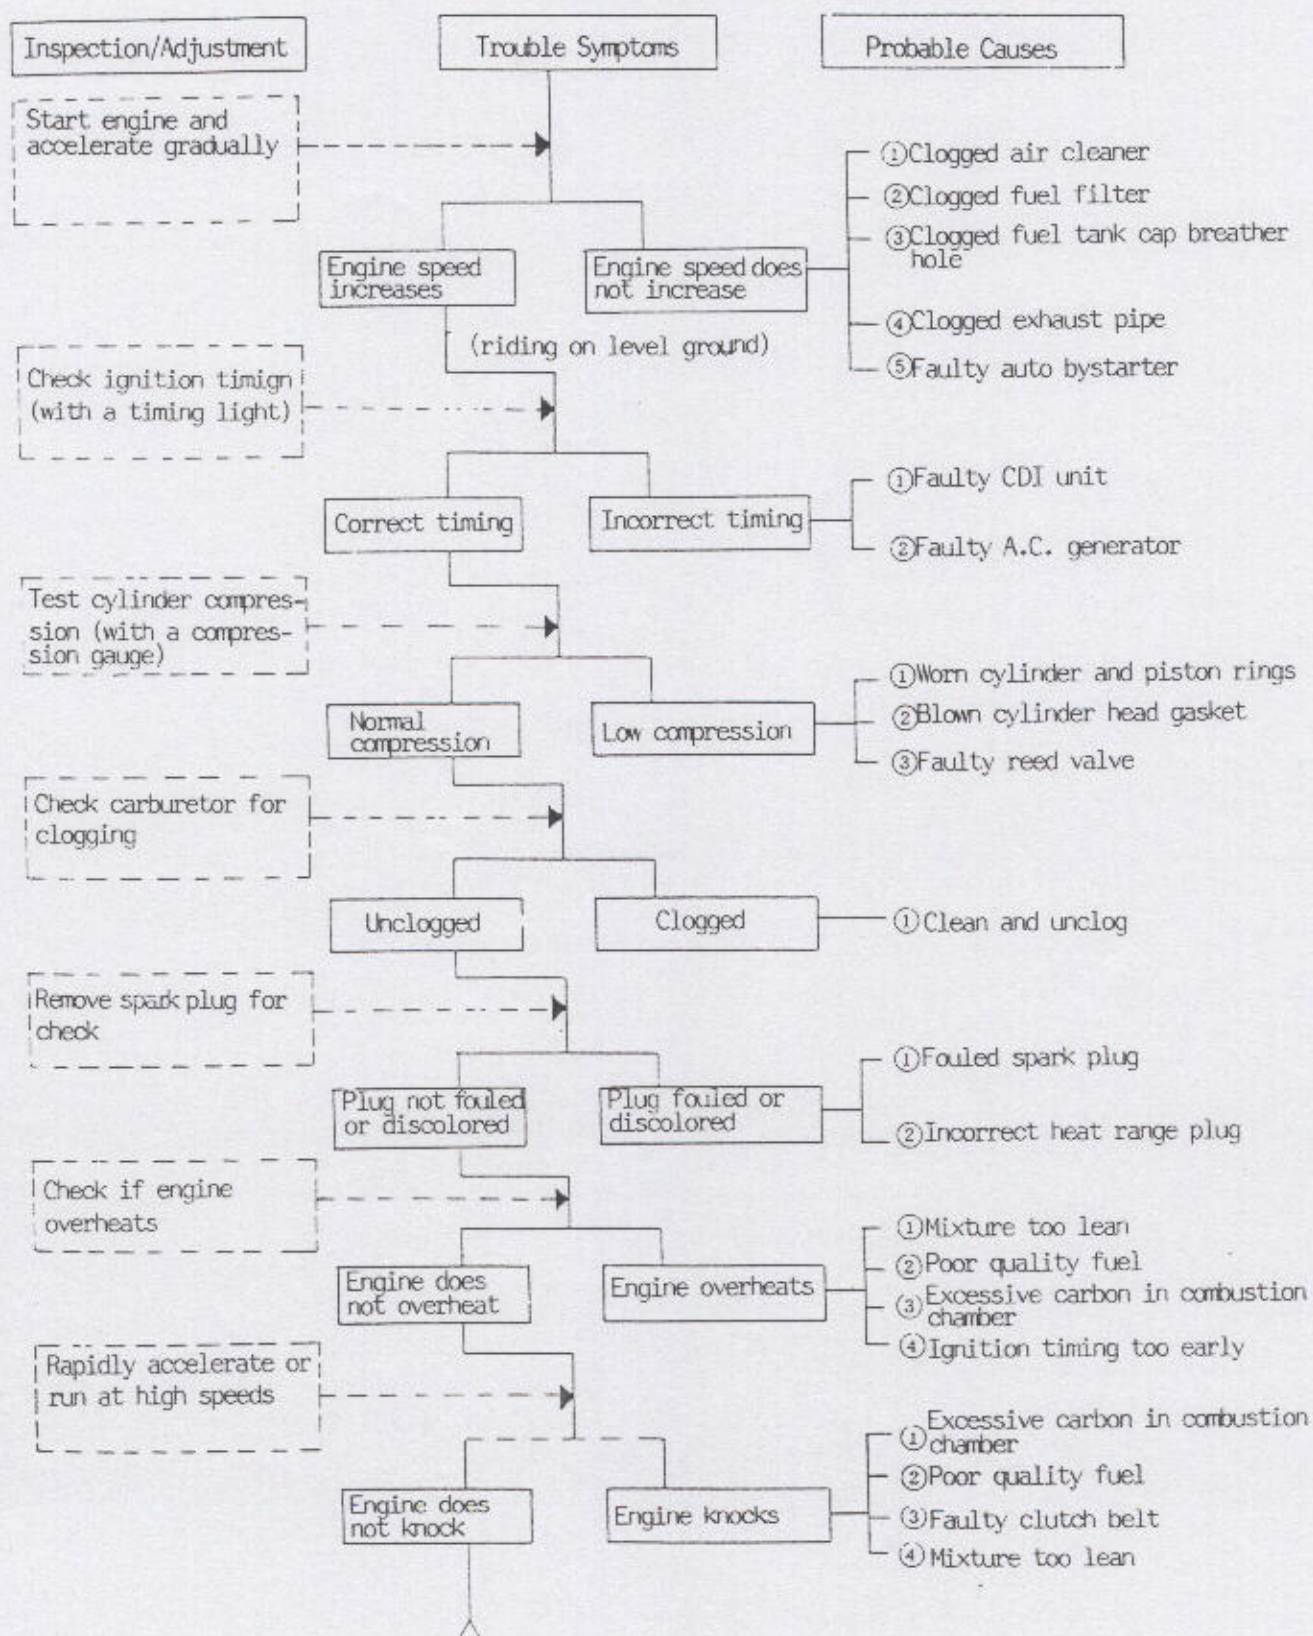 Inspection/Adjustment
Trouble Symptoms
Probable Causes
Start engine and
accelerate gradually
①Clogged air cleaner
②Clogged fuel filter
③Clogged fuel tank cap breather
hole
④Clogged exhaust pipe
⑤Faulty auto bystarter
Engine speed
increases
Engine speed does
not increase
(riding on level ground)
Check ignition timign
(with a timing light)
Correct timing
Incorrect timing
①Faulty CDI unit
②Faulty A.C. generator
Test cylinder compres-
sion (with a compres-
sion gauge)
Normal
compression
Low compression
①Worn cylinder and piston rings
②Blown cylinder head gasket
③Faulty reed valve
Check carburetor for
clogging
Unclogged
Clogged
①Clean and unclog
Remove spark plug for
check
Plug not fouled
or discolored
Plug fouled or
discolored
①Fouled spark plug
②Incorrect heat range plug
Check if engine
overheats
Engine does
not overheat
Engine overheats
①Mixture too lean
②Poor quality fuel
③Excessive carbon in combustion
chamber
④Ignition timing too early
Rapidly accelerate or
run at high speeds
Engine does
not knock
Engine knocks
①Excessive carbon in combustion
chamber
②Poor quality fuel
③Faulty clutch belt
④Mixture too lean